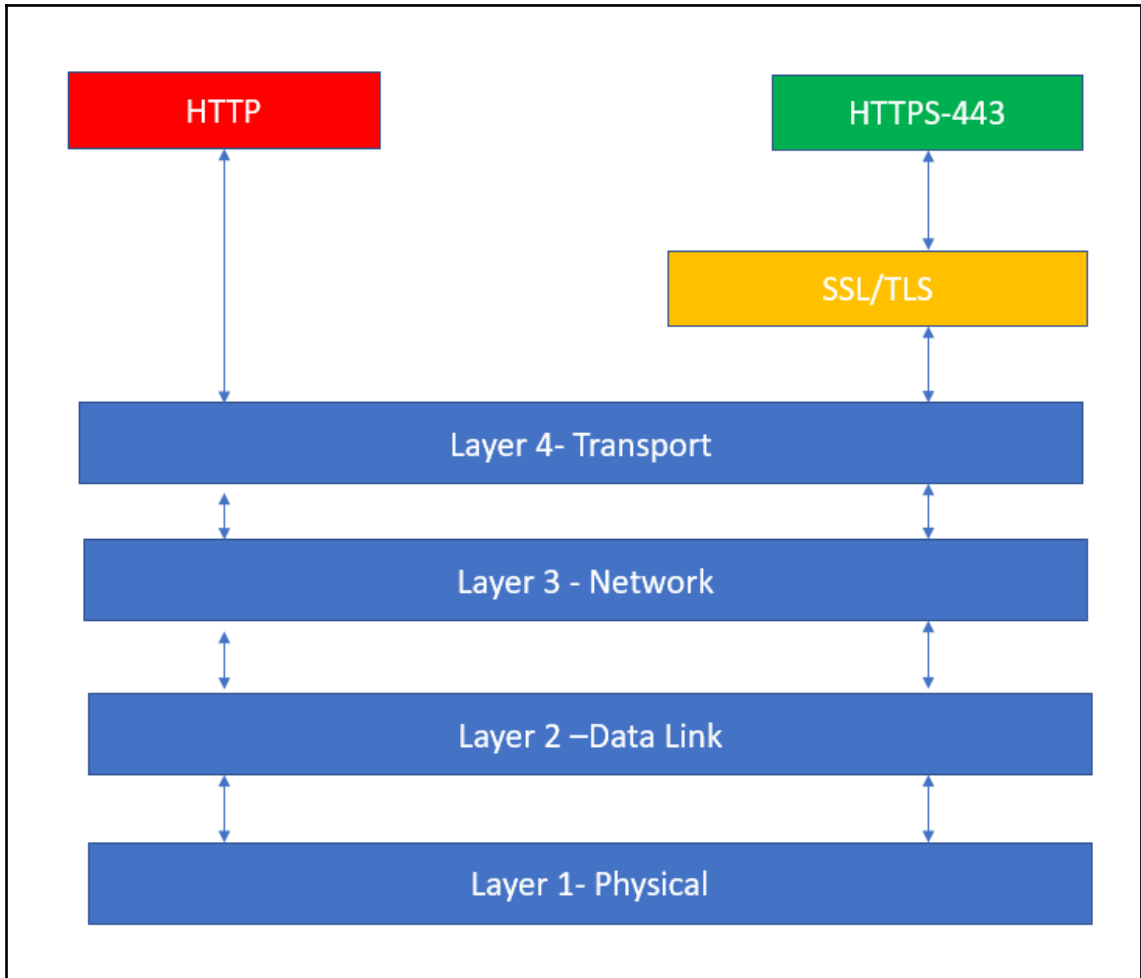 HTTP
HTTPS-443
SSL/TLS
Layer 4- Transport
Layer 3 - Network
Layer 2 –Data Link
Layer 1- Physical